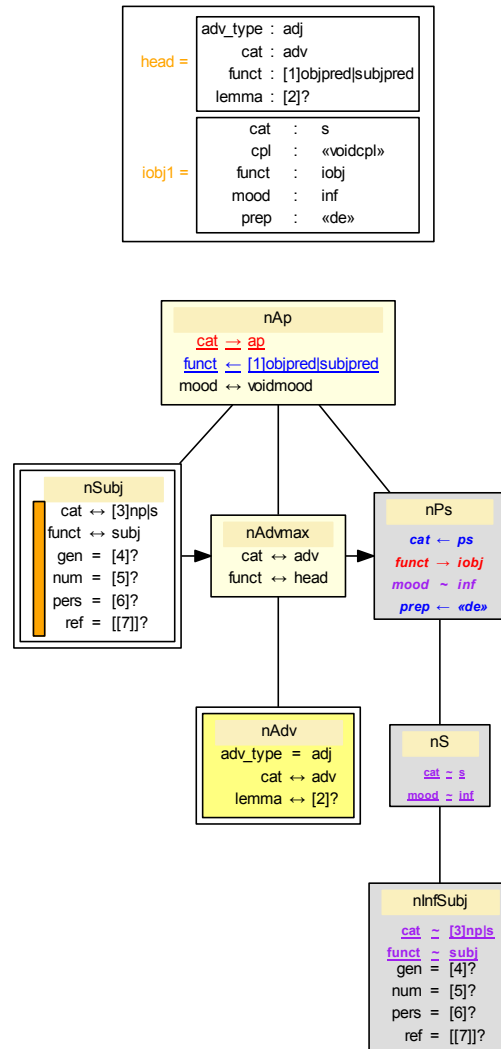 head =
adv_type : adj
cat : adv
funct : [1]objpred|subjpred
lemma : [2]?
iobj1 =
cat : s
cpl : «voidcpl»
funct : iobj
mood : inf
prep : «de»
nAp
cat → ap
funct ← [1]objpred|subjpred
mood ↔ voidmood
nSubj
cat ↔ [3]np|s
funct ↔ subj
gen = [4]?
num = [5]?
pers = [6]?
ref = [[7]]?
nAdvmax
cat ↔ adv
funct ↔ head
nPs
cat ← ps
funct → iobj
mood ~ inf
prep ← «de»
nAdv
adv_type = adj
cat ↔ adv
lemma ↔ [2]?
nS
cat ~ s
mood ~ inf
nInfSubj
cat ~ [3]np|s
funct ~ subj
gen = [4]?
num = [5]?
pers = [6]?
ref = [[7]]?